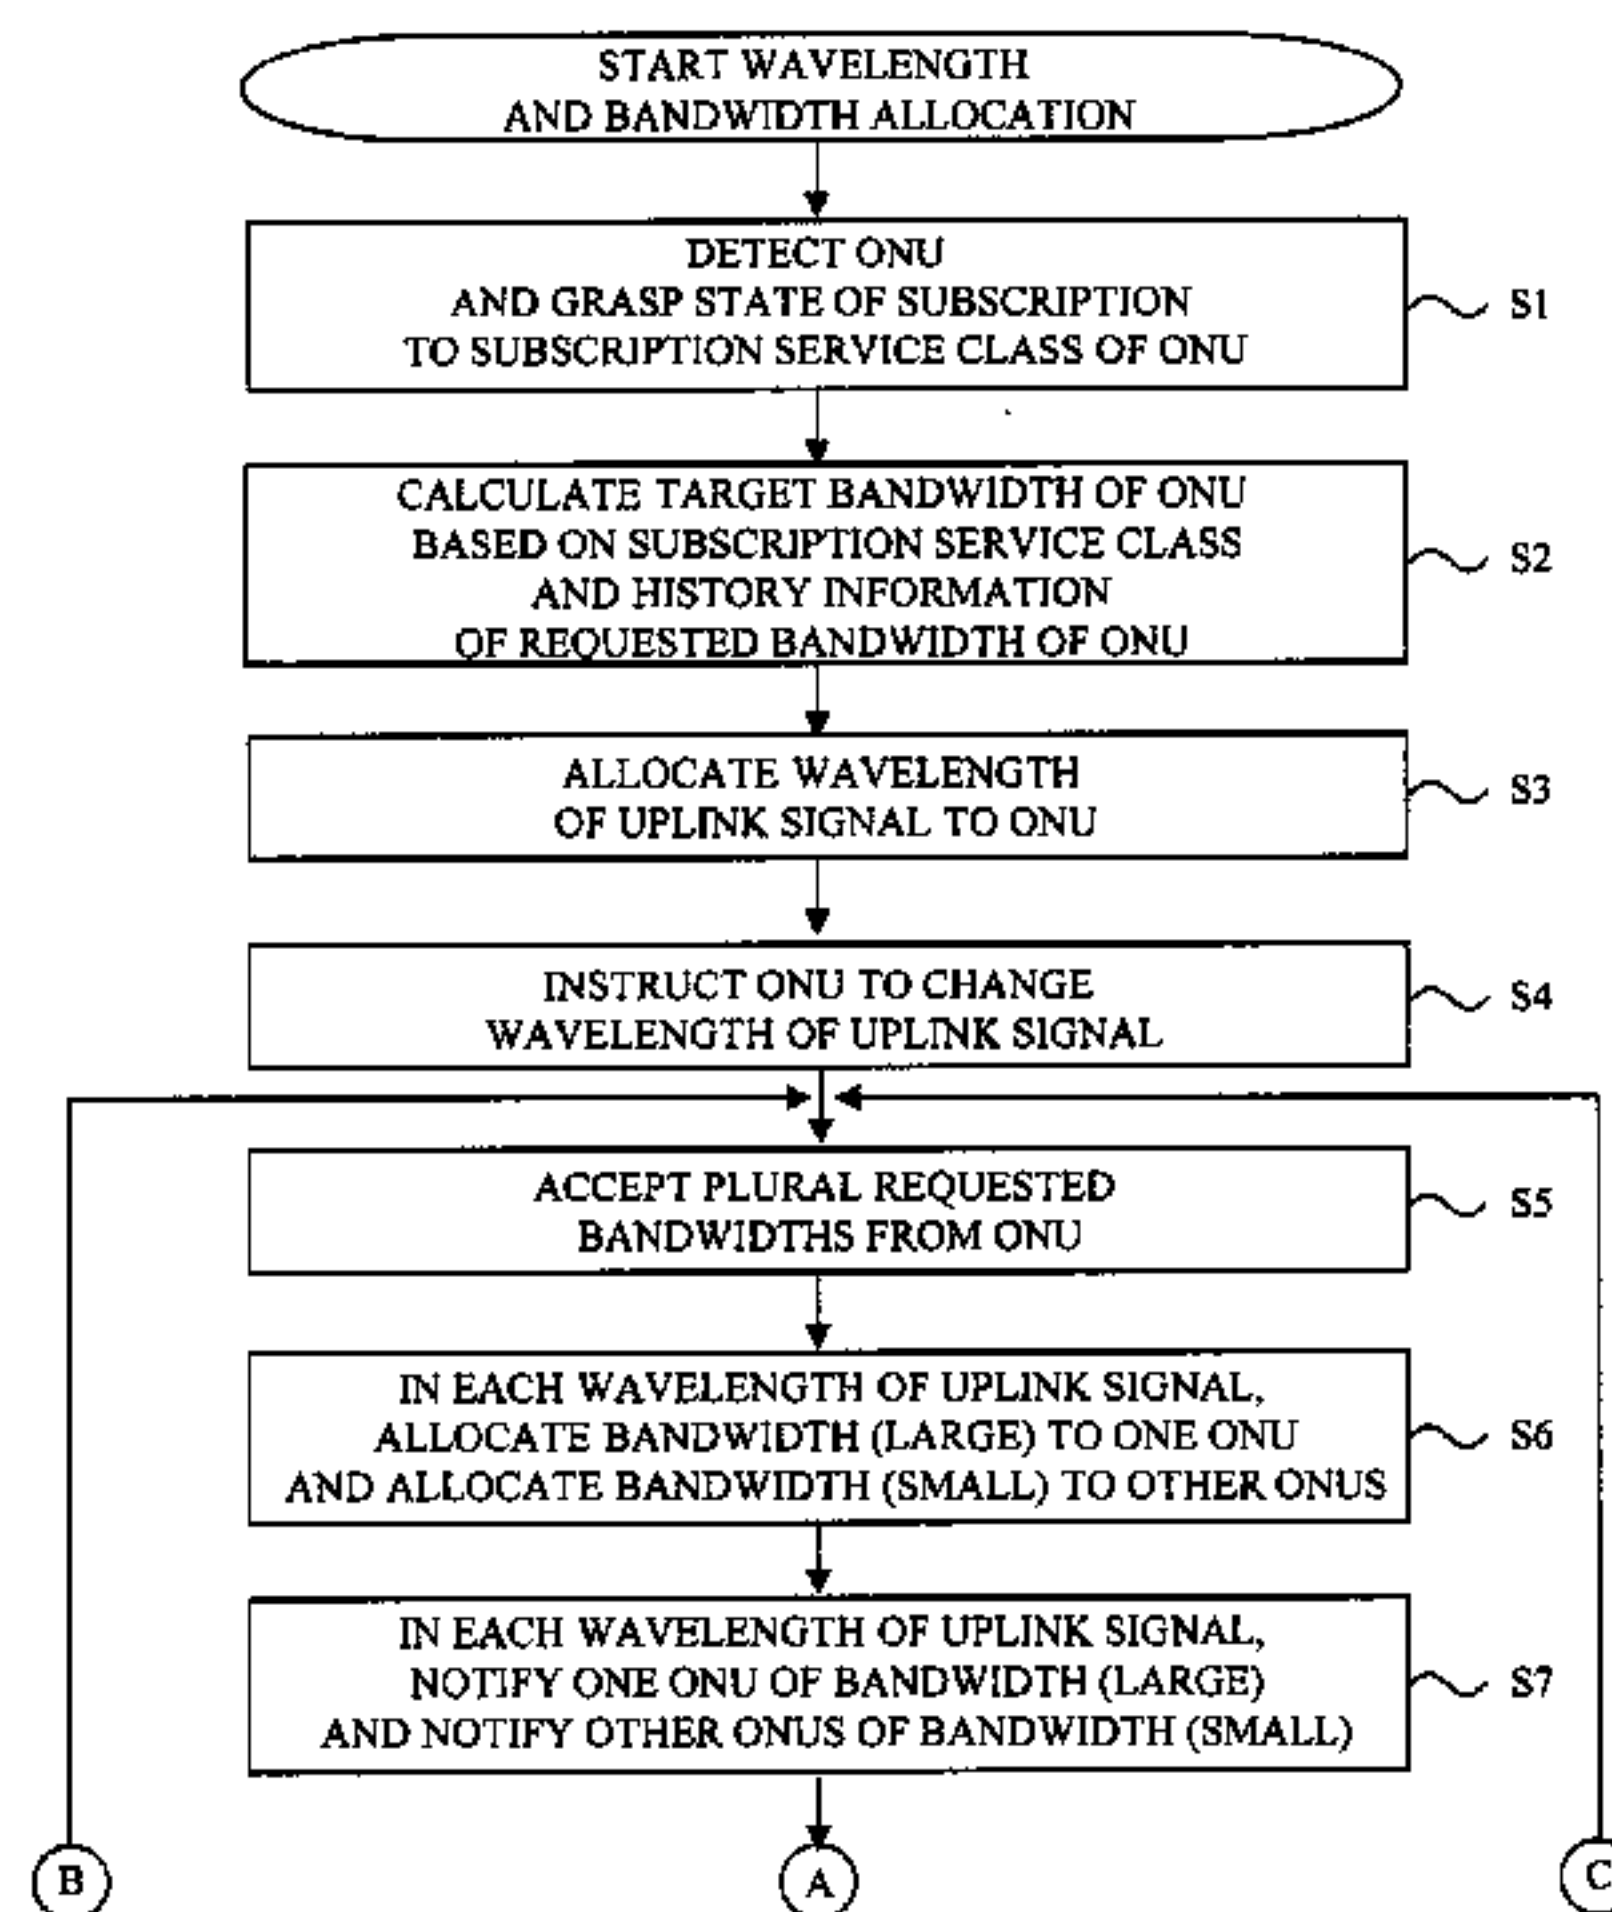 START WAVELENGTH
AND BANDWIDTH ALLOCATION
DETECT ONU
AND GRASP STATE OF SUBSCRIPTION
TO SUBSCRIPTION SERVICE CLASS OF ONU
S1
CALCULATE TARGET BANDWIDTH OF ONU
BASED ON SUBSCRIPTION SERVICE CLASS
AND HISTORY INFORMATION
OF REQUESTED BANDWIDTH OF ONU
S2
ALLOCATE WAVELENGTH
OF UPLINK SIGNAL TO ONU
S3
INSTRUCT ONU TO CHANGE
WAVELENGTH OF UPLINK SIGNAL
S4
ACCEPT PLURAL REQUESTED
BANDWIDTHS FROM ONU
S5
IN EACH WAVELENGTH OF UPLINK SIGNAL,
ALLOCATE BANDWIDTH (LARGE) TO ONE ONU
AND ALLOCATE BANDWIDTH (SMALL) TO OTHER ONUS
S6
IN EACH WAVELENGTH OF UPLINK SIGNAL,
NOTIFY ONE ONU OF BANDWIDTH (LARGE)
AND NOTIFY OTHER ONUS OF BANDWIDTH (SMALL)
S7
B
A
C